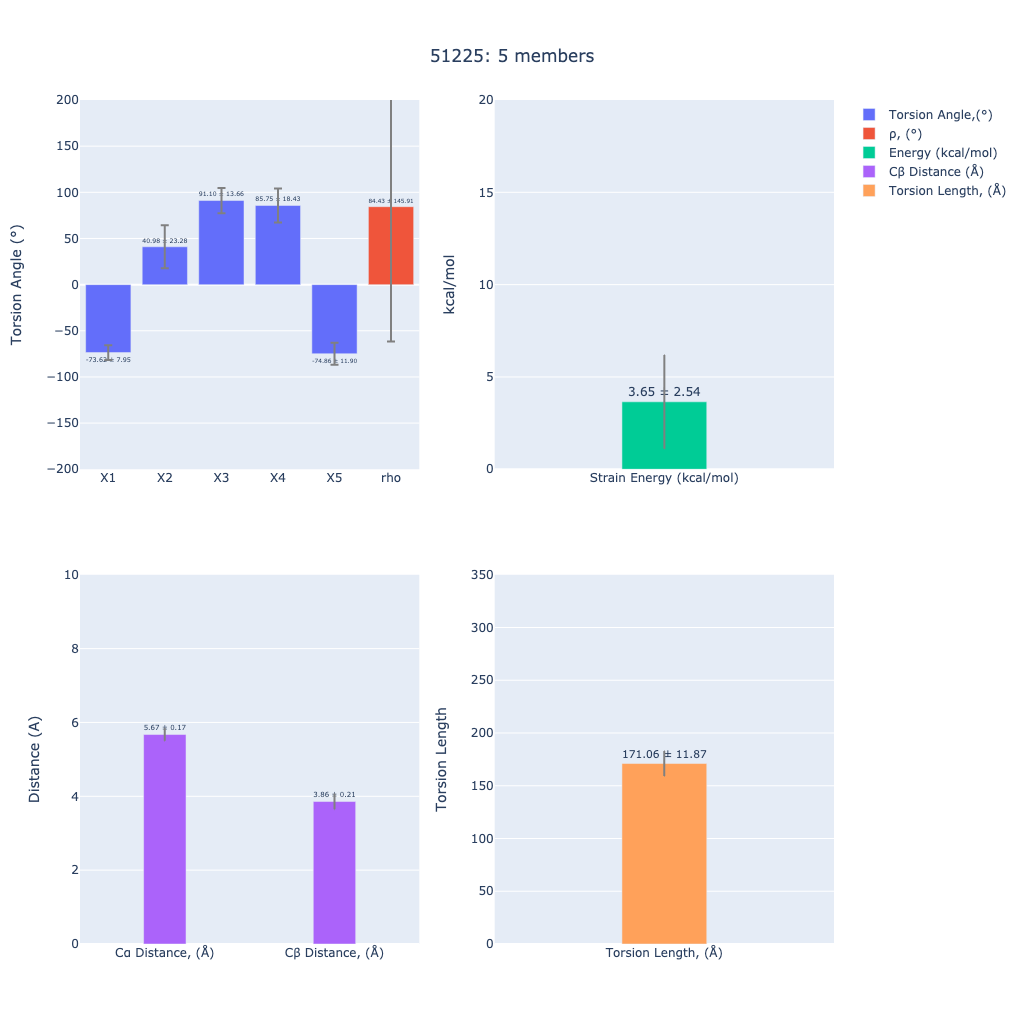 51225: 5 members
Torsion Angle (°)
200
150
100
50
0
−50
−100
−150
−200
-73.62 ± 7.95
40.98 ± 23.28
91.10 ± 13.66
85.75 ± 18.43
-74.86 ± 11.90
84.43 ± 145.91
X1 X2 X3 X4 X5 rho
kcal/mol
20
15
10
5
0
3.65 ± 2.54
Strain Energy (kcal/mol)
Torsion Angle,(°)
ρ, (°)
Energy (kcal/mol)
Cβ Distance (Å)
Torsion Length, (Å)
Distance (A)
10
8
6
4
2
0
5.67 ± 0.17
3.86 ± 0.21
Cα Distance, (Å) Cβ Distance, (Å)
Torsion Length
350
300
250
200
150
100
50
0
171.06 ± 11.87
Torsion Length, (Å)